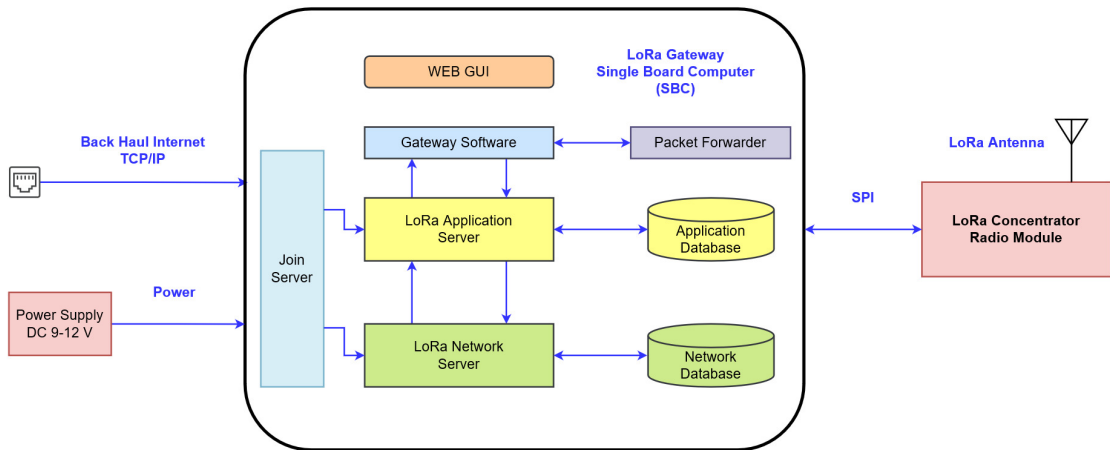 WEB GUI
LoRa Gateway
Single Board Computer
(SBC)
Back Haul Internet
TCP/IP
Gateway Software
Packet Forwarder
LoRa Antenna
SPI
LoRa Concentrator
Radio Module
LoRa Application
Server
Application
Database
Join
Server
Power
Power Supply
DC 9-12 V
LoRa Network
Server
Network
Database